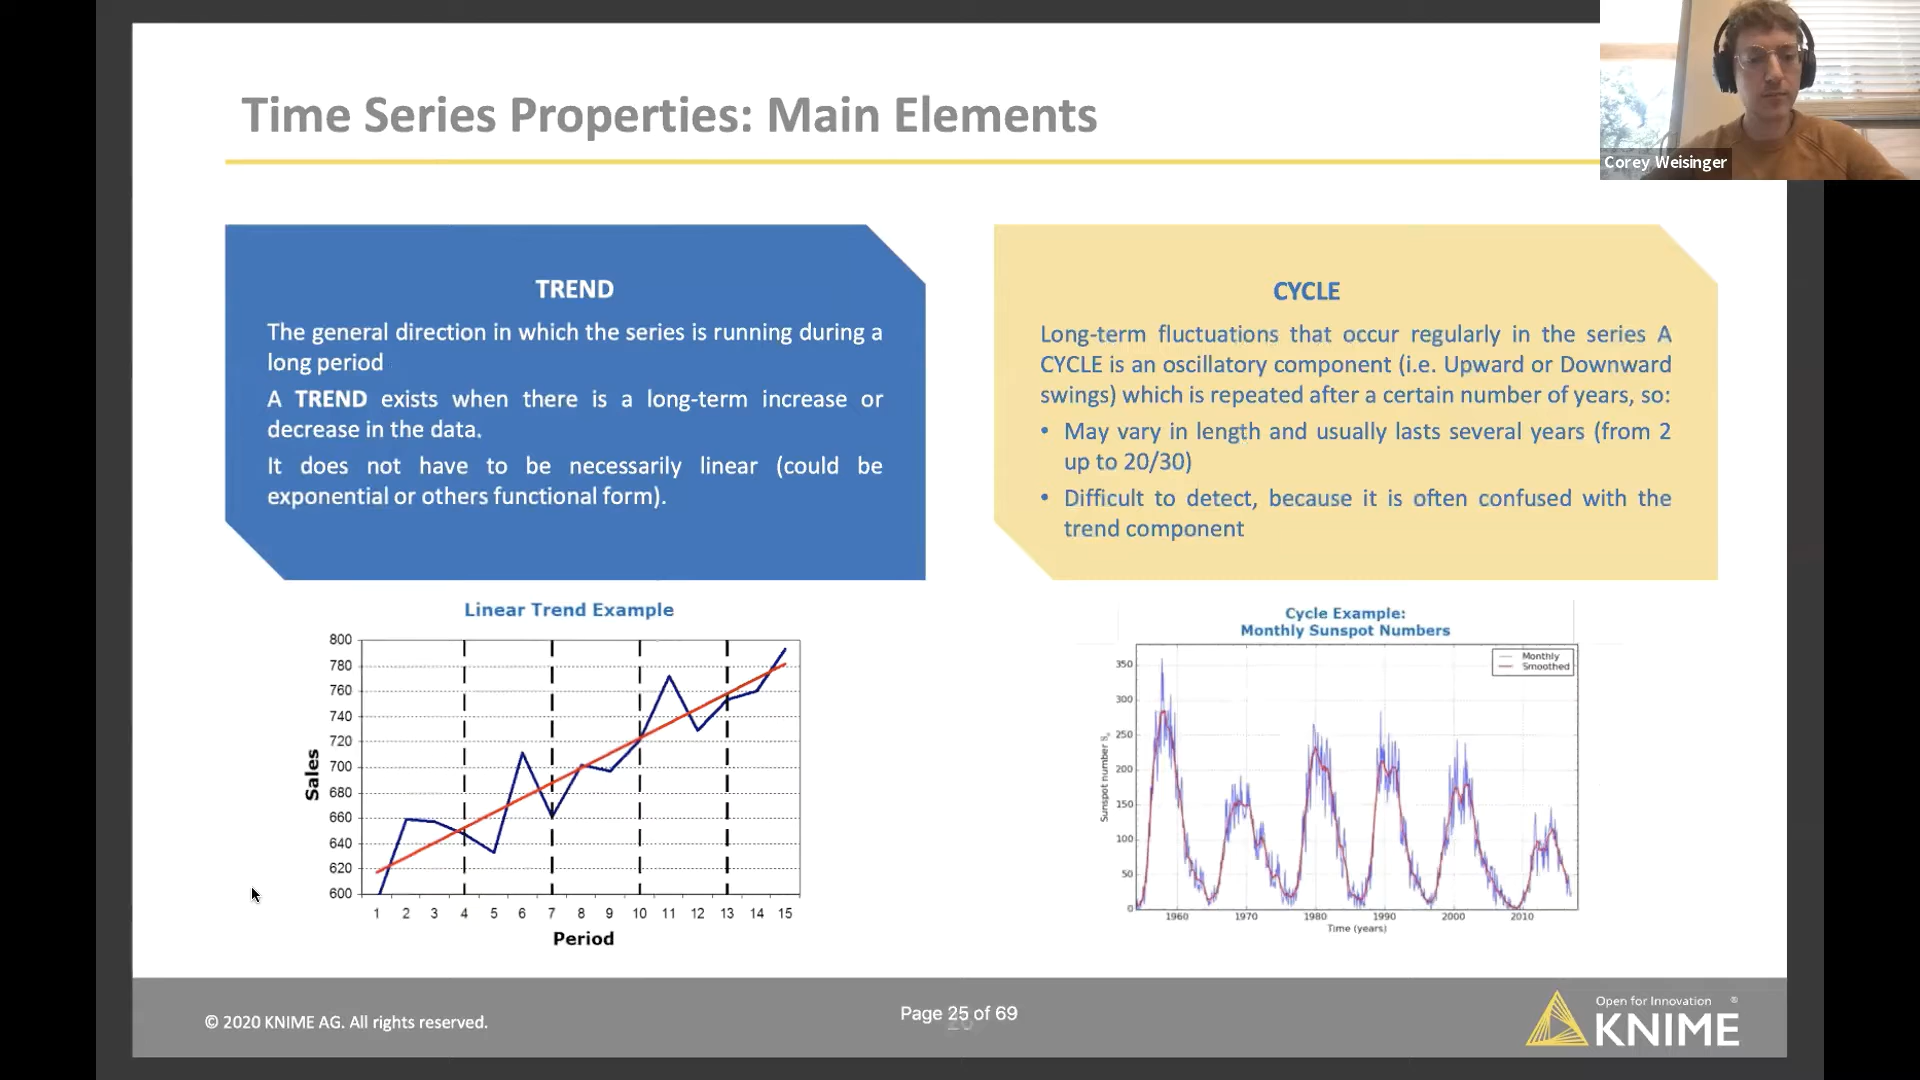 Time Series Properties: Main Elements
Corey Weisinger
TREND
The general direction in which the series is running during a
long period
A TREND exists when there is a long-term increase or
decrease in the data.
It does not have to be necessarily linear (could be
exponential or others functional form).
CYCLE
Long-term fluctuations that occur regularly in the series A
CYCLE is an oscillatory component (i.e. Upward or Downward
swings) which is repeated after a certain number of years, so:
• May vary in length and usually lasts several years (from 2
up to 20/30)
• Difficult to detect, because it is often confused with the
trend component
Linear Trend Example
800
780
760
740
720
700
680
660
640
620
600
Sales
1 2 3 4 5 6 7 8 9 10 11 12 13 14 15
Period
Cycle Example:
Monthly Sunspot Numbers
Monthly
Smoothed
350
300
250
200
150
100
50
0
Sunspot number
1960 1970 1980 1990 2000 2010
Time (years)
© 2020 KNIME AG. All rights reserved.
Page 25 of 69
Open for Innovation ®
KNIME